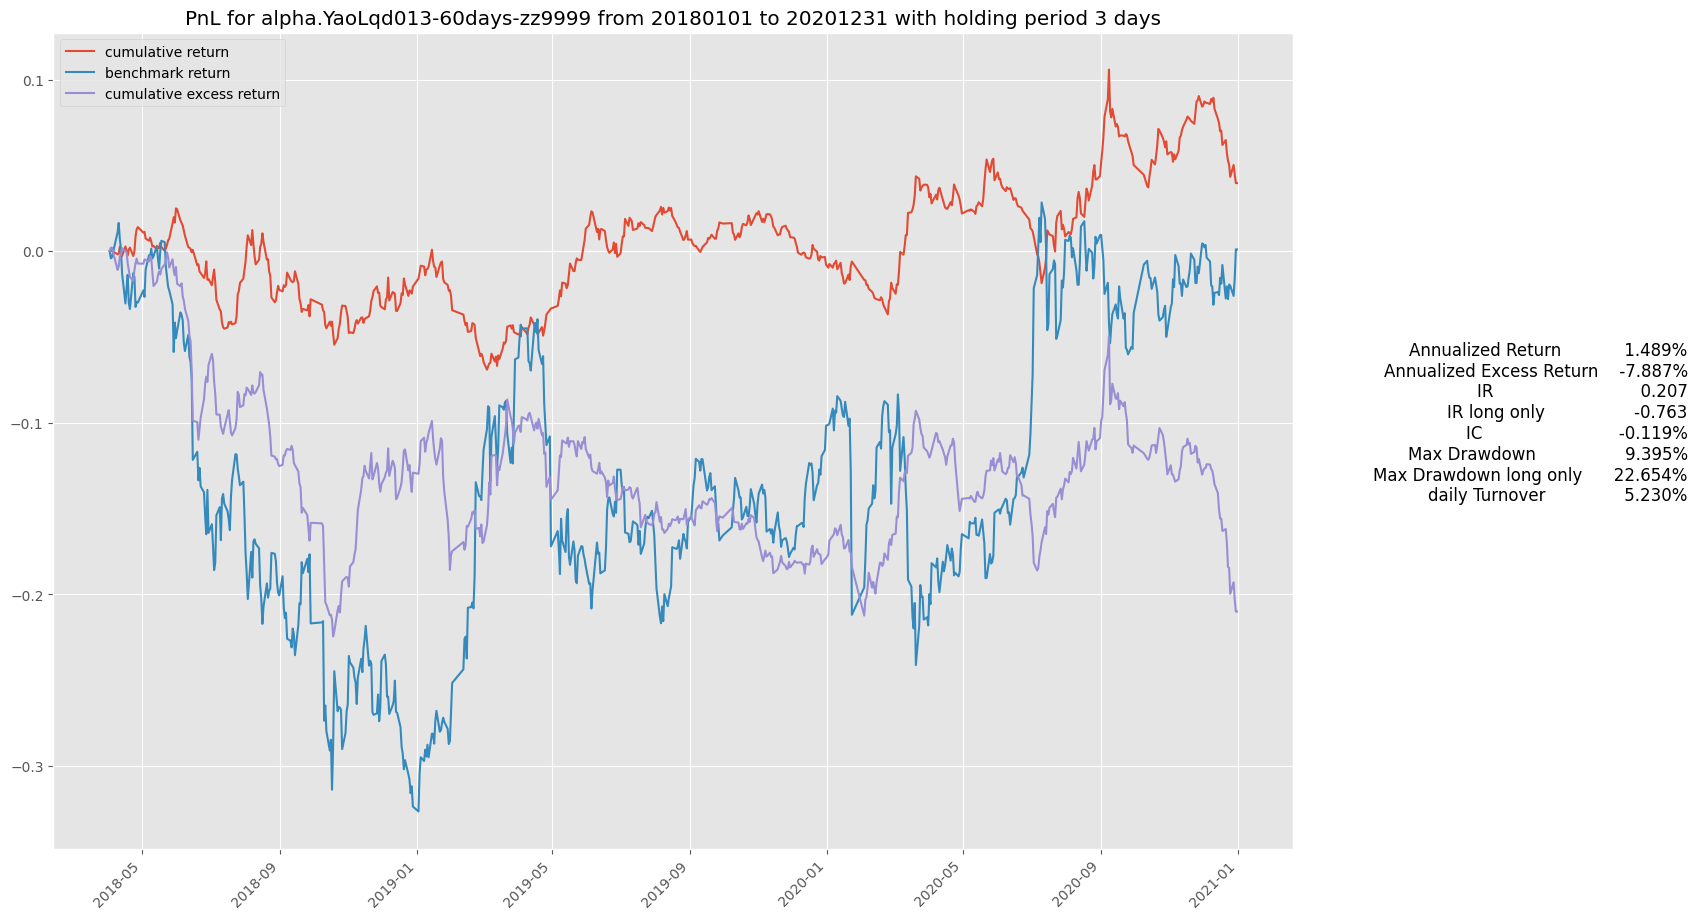 PnL for alpha.YaoLqd013-60days-zz9999 from 20180101 to 20201231 with holding period 3 days
cumulative return
benchmark return
cumulative excess return
0.1
0.0
−0.1
−0.2
−0.3
2018-05
2018-09
2019-01
2019-05
2019-09
2020-01
2020-05
2020-09
2021-01
Annualized Return 1.489%
Annualized Excess Return -7.887%
IR 0.207
IR long only -0.763
IC -0.119%
Max Drawdown 9.395%
Max Drawdown long only 22.654%
daily Turnover 5.230%